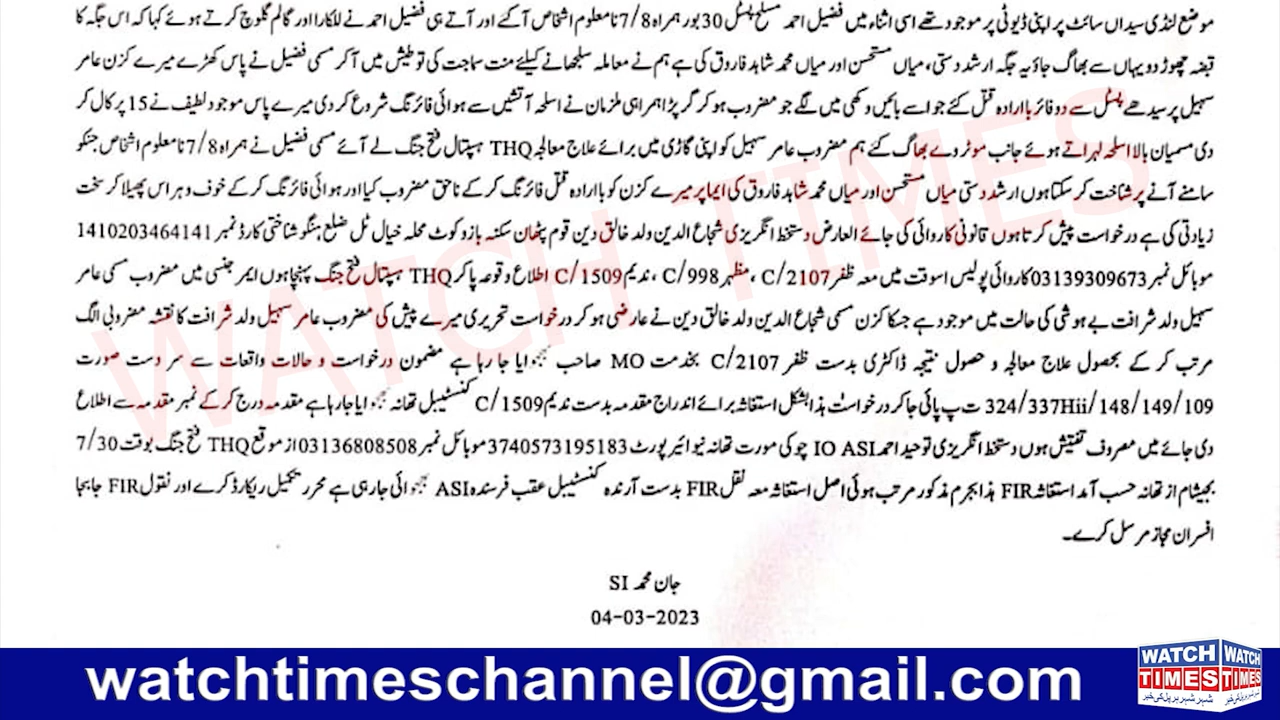 موضع لنڈی سیداں سائٹ پر اپنی ڈیوٹی پر موجود تھے اسی اثناء میں فضیل احمد مسلح پسٹل 30 بور ہمراہ 7/8 نامعلوم اشخاص آگئے اور آتے ہی فضیل احمد نے للکارا اور گالم گلوچ کرتے ہوئے کہا کہ اس جگہ کا
قبضہ چھوڑ دو یہاں سے بھاگ جاؤ یہ جگہ ارشد دستی، میاں مستحسن اور میاں محمد شاہد فاروق کی ہے ہم نے معاملہ سلجھانے کیلئے منت سماجت کی تو طیش میں آکر مسمی فضیل نے پاس کھڑے میرے کزن عامر
سہیل پر سیدھے پسٹل سے دو فائر باارادہ قتل کئے جو اسے بائیں وکھی میں لگے جو مضروب ہو کر گر پڑا ہمراہی ملزمان نے اسلحہ آتشیں سے ہوائی فائرنگ شروع کر دی میرے پاس موجود لطیف نے 15 پر کال کر
دی مسمیان بالا اسلحہ لہراتے ہوئے جانب موٹر وے بھاگ گئے ہم مضروب عامر سہیل کو اپنی گاڑی میں برائے علاج معالجہ THQ ہسپتال فتح جنگ لے آئے مسمی فضیل نے ہمراہ 7/8 نامعلوم اشخاص جنکو
سامنے آنے پر شناخت کر سکتا ہوں ارشد دستی میاں مستحسن اور میاں محمد شاہد فاروق کی ایما پر میرے کزن کو باارادہ قتل فائرنگ کر کے ناحق مضروب کیا اور ہوائی فائرنگ کر کے خوف و ہراس پھیلا کر سخت
زیادتی کی ہے درخواست پیش کرتا ہوں قانونی کاروائی کی جائے العارض دستخط انگریزی شجاع الدین ولد خالق دین قوم پٹھان سکنہ بازو کوٹ محلہ خیال ٹل ضلع ہنگو شناختی کارڈ نمبر 1410203464141
موبائل نمبر 03139309673 کاروائی پولیس اسوقت میں معہ ظفر C/2107، مظہر C/998، ندیم C/1509 اطلاع وقوعہ پا کر THQ ہسپتال فتح جنگ پہنچا ہوں ایمرجنسی میں مضروب مسمی عامر
سہیل ولد شرافت بے ہوشی کی حالت میں موجود ہے جسکا کزن مسمی شجاع الدین ولد خالق دین نے عارضی ہو کر درخواست تحریری میرے پیش کی مضروب عامر سہیل ولد شرافت کا نقشہ مضروبی الگ
مرتب کر کے بحصول علاج معالجہ و حصول نتیجہ ڈاکٹری بدست ظفر C/2107 بخدمت MO صاحب بھجوایا جا رہا ہے مضمون درخواست و حالات واقعات سے سر دست صورت
324/337Hii/148/149/109 ت پ پائی جا کر درخواست ہذا بشکل استغاثہ برائے اندراج مقدمہ بدست ندیم C/1509 کنسٹیبل تھانہ بھجوایا جا رہا ہے مقدمہ درج کر کے نمبر مقدمہ سے اطلاع
دی جائے میں مصروف تفتیش ہوں دستخط انگریزی توحید احمد IO ASI چوکی مورت تھانہ نیو ائیرپورٹ 3740573195183 موبائل نمبر 03136808508 از موقع THQ فتح جنگ بوقت 7/30
بجیشام از تھانہ حسب آمد استغاثہ FIR ہذا بجرم مذکور مرتب ہوئی اصل استغاثہ معہ نقل FIR بدست آرندہ کنسٹیبل عقب فرسندہ ASI بھجوائی جا رہی ہے محرر تکمیل ریکارڈ کرے اور نقول FIR جابجا
افسران مجاز مرسل کرے۔
جان محمد SI
04-03-2023
WATCH TIMES
watchtimeschannel@gmail.com
WATCH WATCH
TIMES TIMES